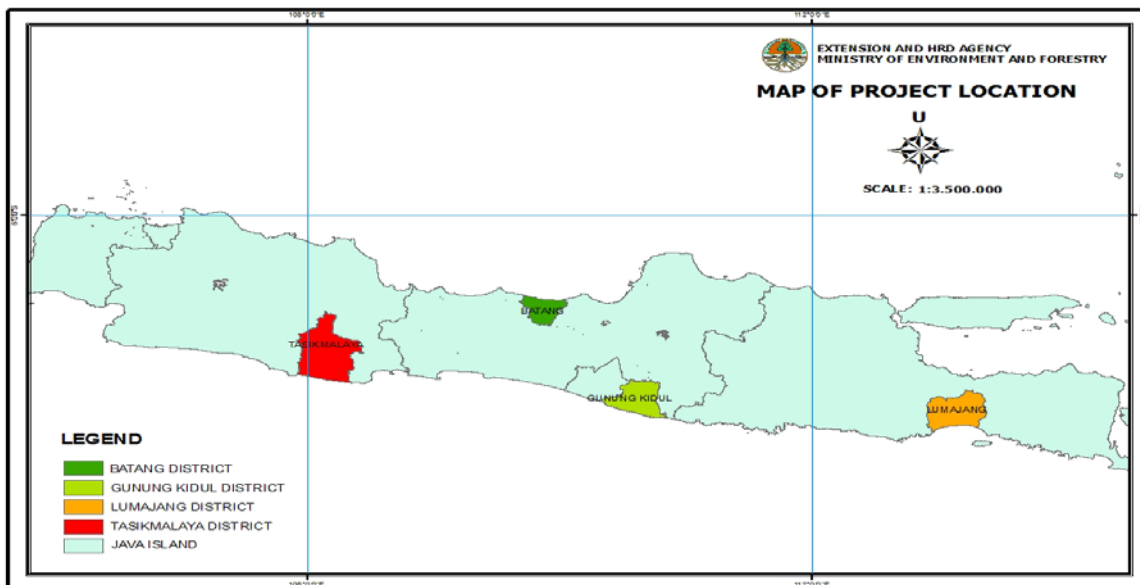 EXTENSION AND HRD AGENCY
MINISTRY OF ENVIRONMENT AND FORESTRY
MAP OF PROJECT LOCATION
U
SCALE: 1:3.500.000
BATANG
TASIKMALAYA
GUNUNG KIDUL
LUMAJANG
LEGEND
BATANG DISTRICT
GUNUNG KIDUL DISTRICT
LUMAJANG DISTRICT
TASIKMALAYA DISTRICT
JAVA ISLAND